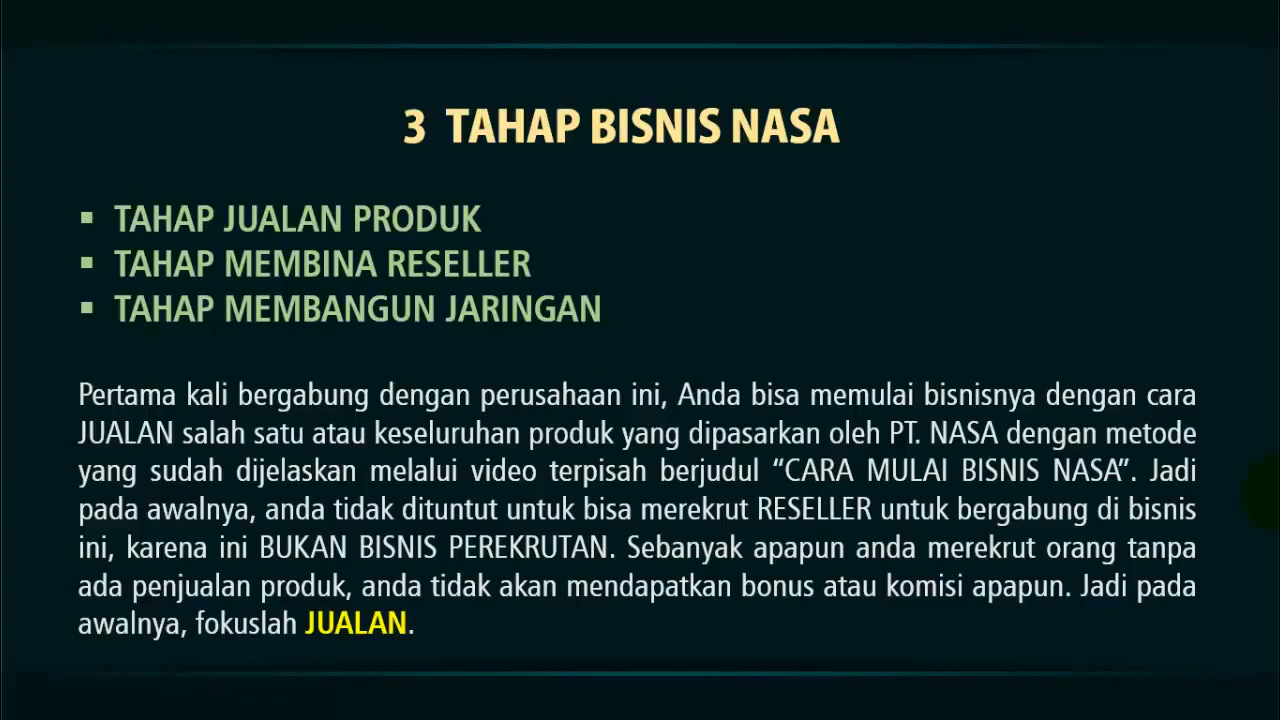 3 TAHAP BISNIS NASA
▪ TAHAP JUALAN PRODUK
▪ TAHAP MEMBINA RESELLER
▪ TAHAP MEMBANGUN JARINGAN
Pertama kali bergabung dengan perusahaan ini, Anda bisa memulai bisnisnya dengan cara
JUALAN salah satu atau keseluruhan produk yang dipasarkan oleh PT. NASA dengan metode
yang sudah dijelaskan melalui video terpisah berjudul “CARA MULAI BISNIS NASA”. Jadi
pada awalnya, anda tidak dituntut untuk bisa merekrut RESELLER untuk bergabung di bisnis
ini, karena ini BUKAN BISNIS PEREKRUTAN. Sebanyak apapun anda merekrut orang tanpa
ada penjualan produk, anda tidak akan mendapatkan bonus atau komisi apapun. Jadi pada
awalnya, fokuslah JUALAN.